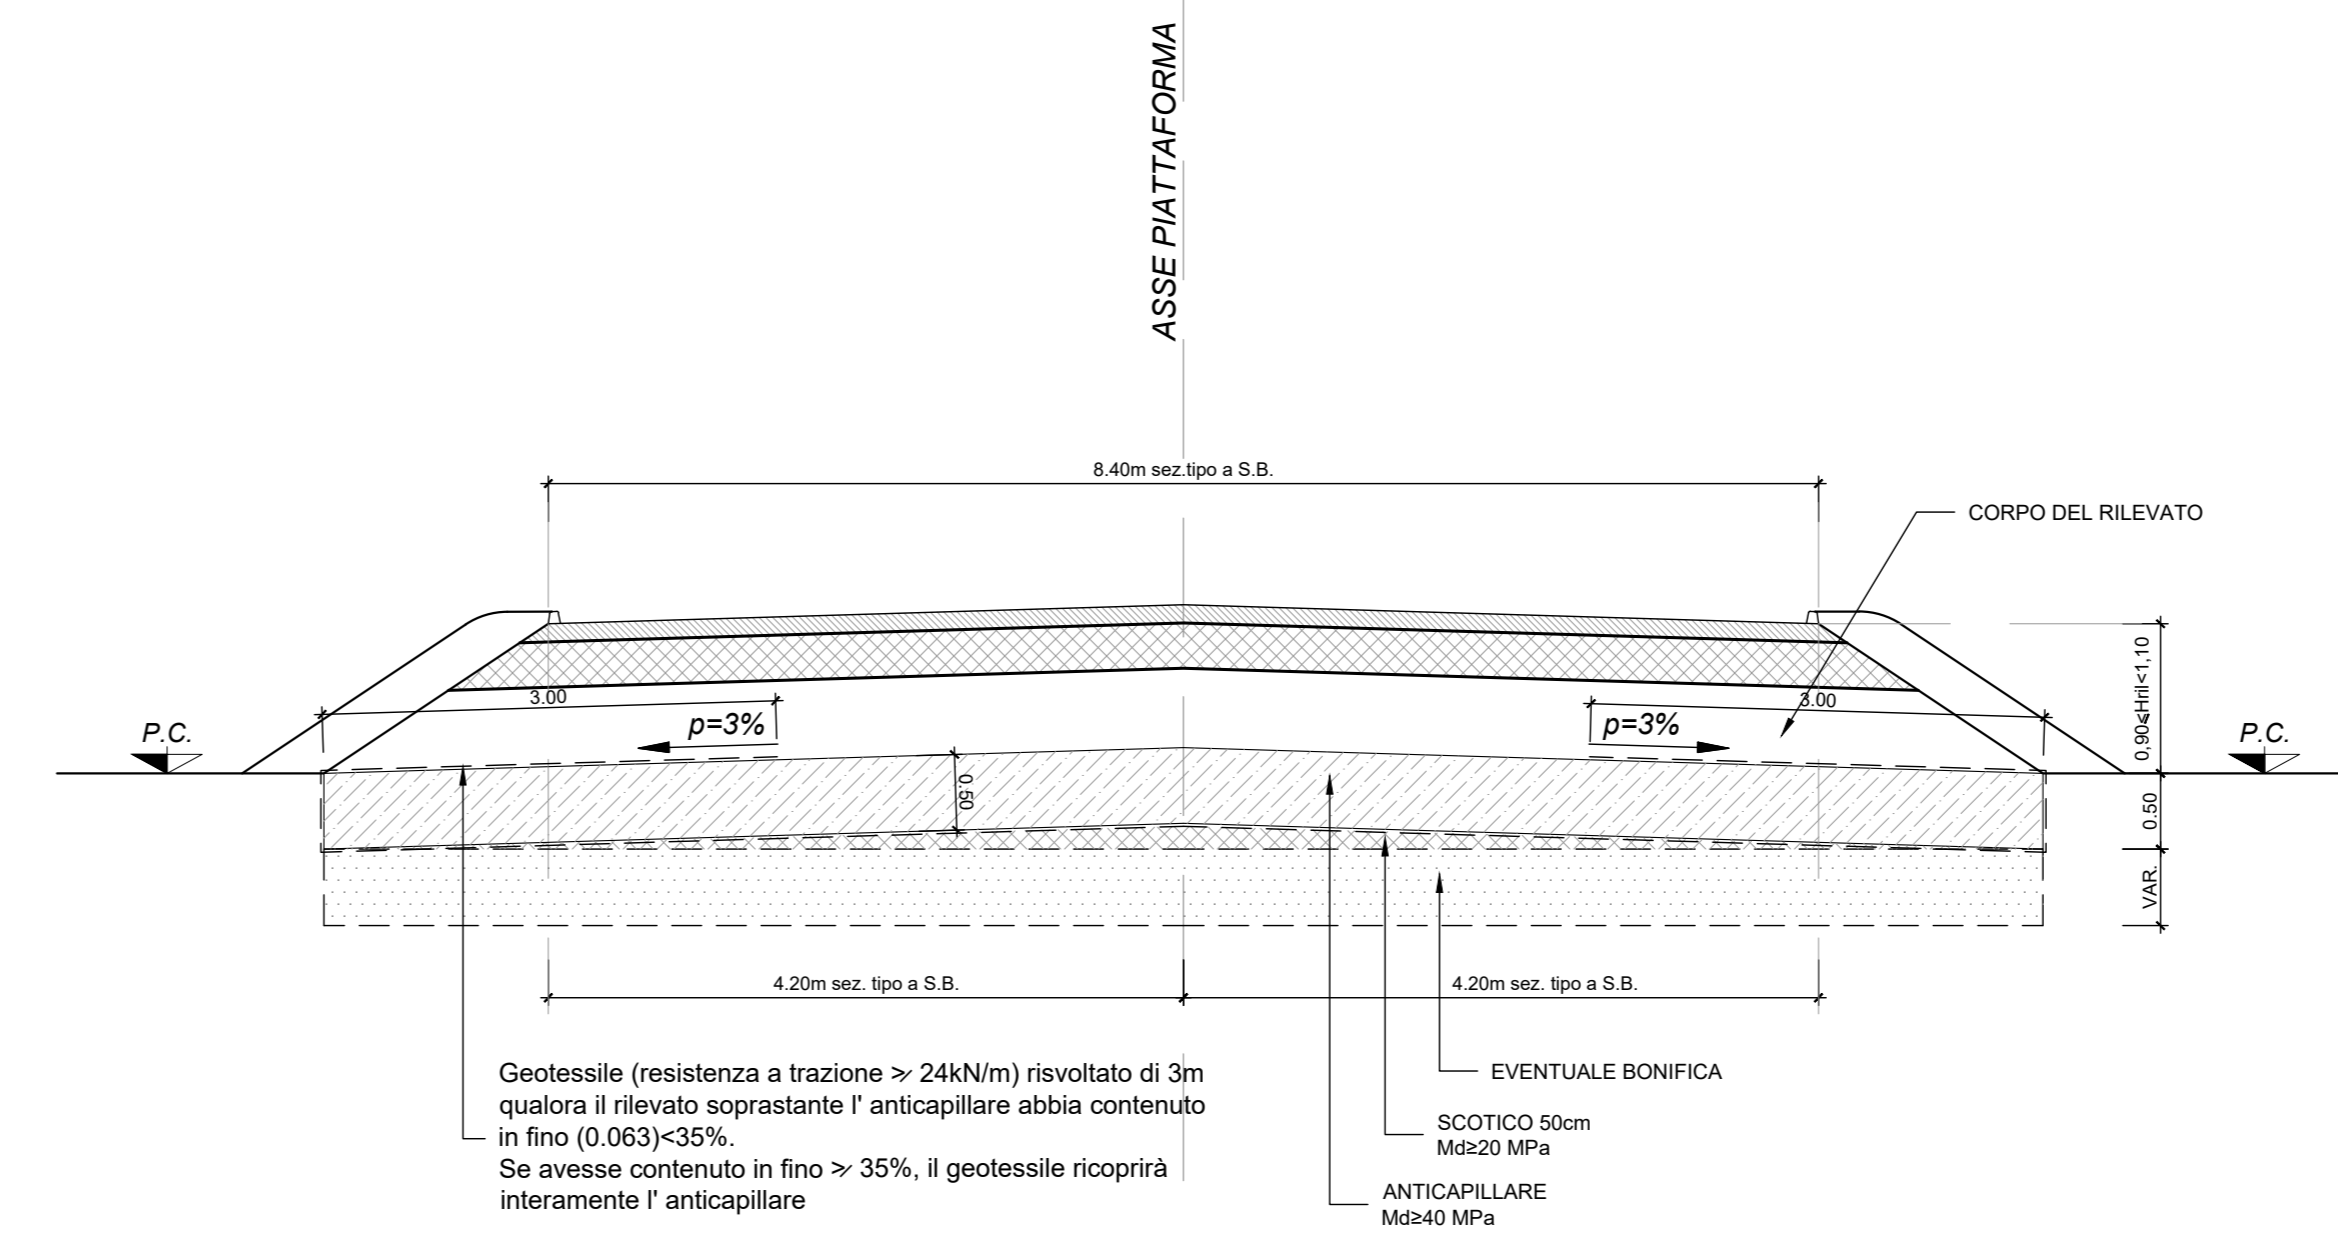 ASSE PIATTAFORMA
8.40m sez.tipo a S.B.
CORPO DEL RILEVATO
3.00
3.00
p=3%
p=3%
P.C.
P.C.
0,90≤Hril<1,10
0.50
0.50
VAR.
4.20m sez. tipo a S.B.
4.20m sez. tipo a S.B.
Geotessile (resistenza a trazione ≥ 24kN/m) risvoltato di 3m
qualora il rilevato soprastante l' anticapillare abbia contenuto
in fino (0.063)<35%.
Se avesse contenuto in fino ≥ 35%, il geotessile ricoprirà
interamente l' anticapillare
EVENTUALE BONIFICA
SCOTICO 50cm
Md≥20 MPa
ANTICAPILLARE
Md≥40 MPa